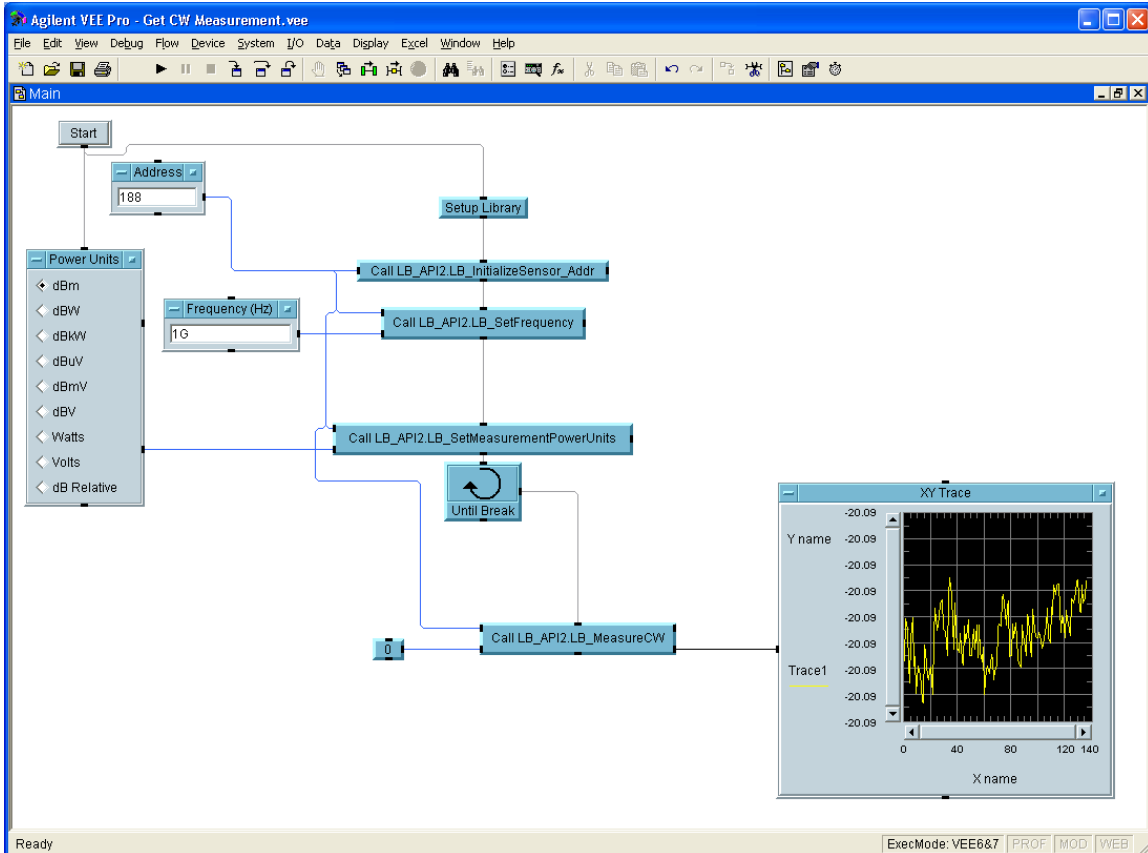 Agilent VEE Pro - Get CW Measurement.vee
File Edit View Debug Flow Device System I/O Data Display Excel Window Help
Main
Start
Address
188
Setup Library
Power Units
dBm
dBW
dBkW
dBuV
dBmV
dBV
Watts
Volts
dB Relative
Call LB_API2.LB_InitializeSensor_Addr
Frequency (Hz)
1G
Call LB_API2.LB_SetFrequency
Call LB_API2.LB_SetMeasurementPowerUnits
Until Break
0
Call LB_API2.LB_MeasureCW
XY Trace
Y name
Trace1
-20.09
-20.09
-20.09
-20.09
-20.09
-20.09
-20.09
-20.09
-20.09
0 40 80 120 140
X name
Ready
ExecMode: VEE6&7 PROF MOD WEB